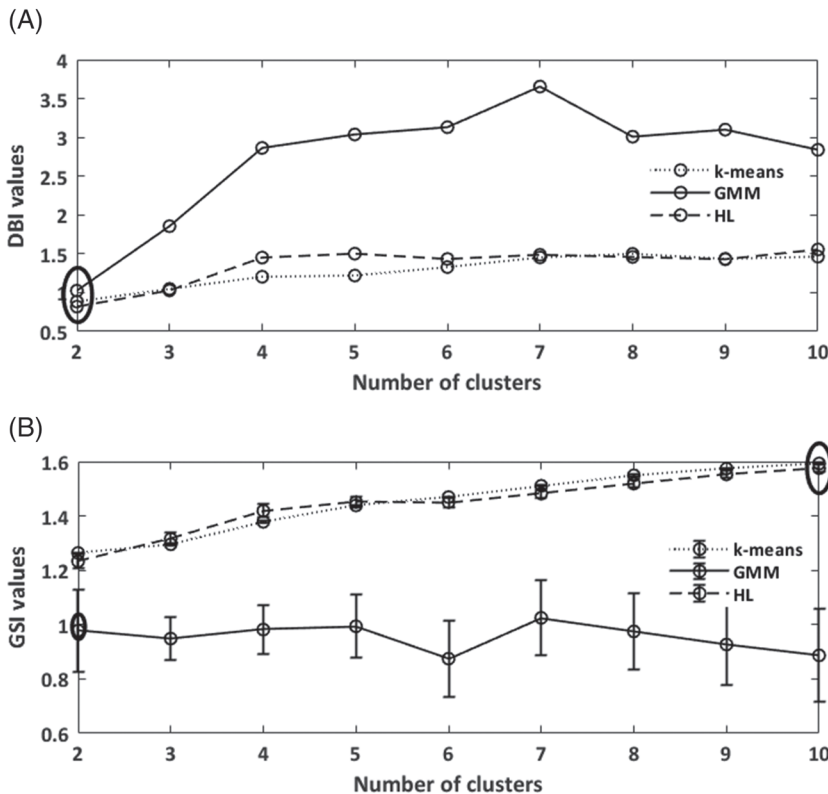 (A)
4
3.5
3
2.5
2
1.5
1
0.5
DBI values
k-means
GMM
HL
2 3 4 5 6 7 8 9 10
Number of clusters
(B)
1.6
1.4
1.2
1
0.8
0.6
GSI values
k-means
GMM
HL
2 3 4 5 6 7 8 9 10
Number of clusters